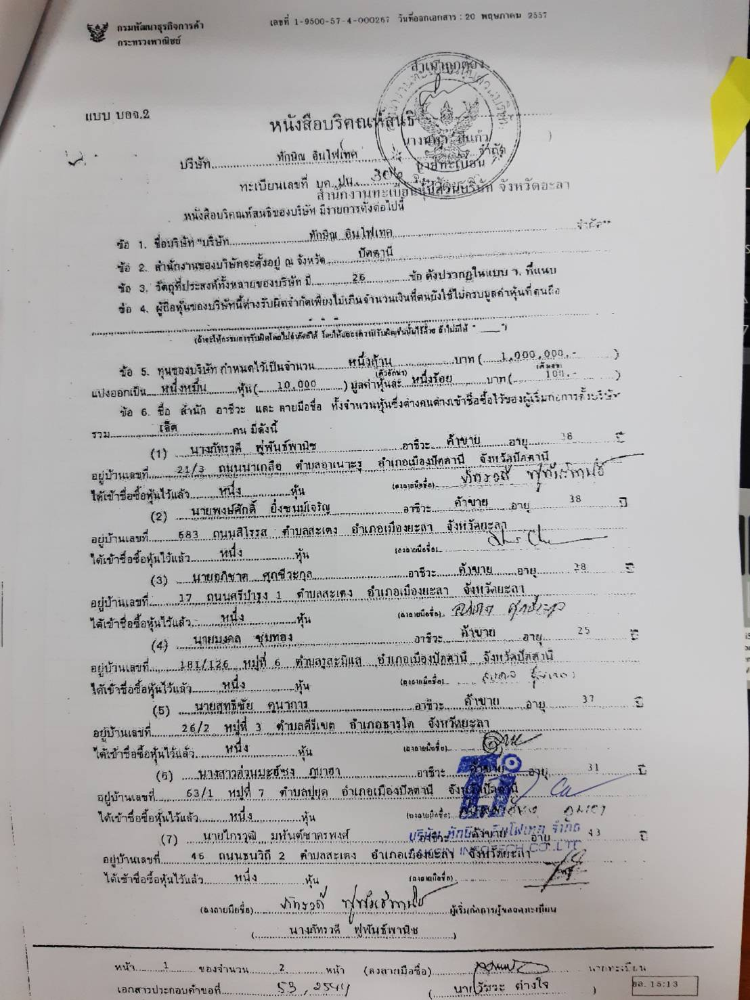 กรมพัฒนาธุรกิจการค้า
กระทรวงพาณิชย์
เลขที่ 1-9500-57-4-000267 วันที่ออกเอกสาร : 20 พฤษภาคม 2557
สำเนาถูกต้อง
แบบ บอจ.2
หนังสือบริคณห์สนธิ
บริษัท ทักษิณ อินโฟเทค จำกัด
นายทะเบียน
ทะเบียนเลขที่ บค. ปน.
สำนักงานทะเบียนหุ้นส่วนบริษัท จังหวัดยะลา
หนังสือบริคณห์สนธิของบริษัท มีรายการดังต่อไปนี้
ข้อ 1. ชื่อบริษัท "บริษัท ทักษิณ อินโฟเทค จำกัด"
ข้อ 2. สำนักงานของบริษัทจะตั้งอยู่ ณ จังหวัด ปัตตานี
ข้อ 3. วัตถุที่ประสงค์ทั้งหลายของบริษัท มี 26 ข้อ ดังปรากฏในแบบ ว. ที่แนบ
ข้อ 4. ผู้ถือหุ้นของบริษัทนี้ต่างรับผิดจำกัดเพียงไม่เกินจำนวนเงินที่ตนยังใช้ไม่ครบมูลค่าหุ้นที่ตนถือ
(ถ้าจะให้กรรมการรับผิดโดยไม่จำกัดก็ได้ โดยให้แถลงความรับผิดเช่นนั้นไว้ด้วย ถ้าไม่มีใช้ " ___ ")
ข้อ 5. ทุนของบริษัท กำหนดไว้เป็นจำนวน หนึ่งล้าน บาท ( 1,000,000.- )
(ตัวอักษร) (ตัวเลข)
แบ่งออกเป็น หนึ่งหมื่น หุ้น ( 10,000 ) มูลค่าหุ้นละ หนึ่งร้อย บาท ( 100.- )
ข้อ 6. ชื่อ สำนัก อาชีวะ และ ลายมือชื่อ ทั้งจำนวนหุ้นซึ่งต่างคนต่างเข้าชื่อซื้อไว้ของผู้เริ่มก่อการตั้งบริษัท
รวม เจ็ด คน มีดังนี้
(1) นางภัทรวดี ฟูพันธ์พานิช อาชีวะ ค้าขาย อายุ 38 ปี
อยู่บ้านเลขที่ 21/3 ถนนนาเกลือ ตำบลอาเนาะรู อำเภอเมืองปัตตานี จังหวัดปัตตานี
ได้เข้าชื่อซื้อหุ้นไว้แล้ว หนึ่ง หุ้น (ลงลายมือชื่อ) ภัทรวดี ฟูพันธ์พานิช
(2) นายพงษ์ศักดิ์ ยิ่งชนม์เจริญ อาชีวะ ค้าขาย อายุ 38 ปี
อยู่บ้านเลขที่ 683 ถนนสิโรรส ตำบลสะเตง อำเภอเมืองยะลา จังหวัดยะลา
ได้เข้าชื่อซื้อหุ้นไว้แล้ว หนึ่ง หุ้น (ลงลายมือชื่อ)
(3) นายอภิชาต ศุภชีวะกุล อาชีวะ ค้าขาย อายุ 28 ปี
อยู่บ้านเลขที่ 17 ถนนศรีบำรุง 1 ตำบลสะเตง อำเภอเมืองยะลา จังหวัดยะลา
ได้เข้าชื่อซื้อหุ้นไว้แล้ว หนึ่ง หุ้น (ลงลายมือชื่อ)
(4) นายมงคล ชุมทอง อาชีวะ ค้าขาย อายุ 25 ปี
อยู่บ้านเลขที่ 181/126 หมู่ที่ 6 ตำบลรูสะมิแล อำเภอเมืองปัตตานี จังหวัดปัตตานี
ได้เข้าชื่อซื้อหุ้นไว้แล้ว หนึ่ง หุ้น (ลงลายมือชื่อ)
(5) นายสุทธิชัย คูนาการ อาชีวะ ค้าขาย อายุ 37 ปี
อยู่บ้านเลขที่ 26/2 หมู่ที่ 3 ตำบลคีรีเขต อำเภอธารโต จังหวัดยะลา
ได้เข้าชื่อซื้อหุ้นไว้แล้ว หนึ่ง หุ้น (ลงลายมือชื่อ)
(6) นางสาวอ่วนมะฮ์ซง ภูมาฮา อาชีวะ ค้าขาย อายุ 31 ปี
อยู่บ้านเลขที่ 63/1 หมู่ที่ 7 ตำบลปุยุด อำเภอเมืองปัตตานี จังหวัดปัตตานี
ได้เข้าชื่อซื้อหุ้นไว้แล้ว หนึ่ง หุ้น (ลงลายมือชื่อ)
(7) นายไกรวุฒิ มหันต์ชาครพงศ์ อาชีวะ ค้าขาย อายุ 43 ปี
บริษัท ทักษิณ อินโฟเทค จำกัด
TAKSIN INFOTECH CO.,LTD.
อยู่บ้านเลขที่ 46 ถนนธนวิถี 2 ตำบลสะเตง อำเภอเมืองยะลา จังหวัดยะลา
ได้เข้าชื่อซื้อหุ้นไว้แล้ว หนึ่ง หุ้น (ลงลายมือชื่อ)
(ลงลายมือชื่อ) ภัทรวดี ฟูพันธ์พานิช ผู้เริ่มก่อการผู้ขอจดทะเบียน
( นางภัทรวดี ฟูพันธ์พานิช )
หน้า 1 ของจำนวน 2 หน้า (ลงลายมือชื่อ) นายทะเบียน
เอกสารประกอบคำขอที่ 53, 2544 ( นายวัชระ ต่างใจ )
ยล. 15:13